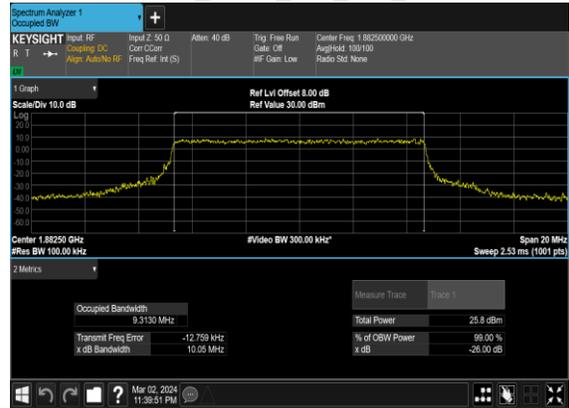 Spectrum Analyzer 1
Occupied BW
+
KEYSIGHT Input: RF Input Z: 50 Ω Atten: 40 dB Trig: Free Run Center Freq: 1.882500000 GHz
R T Coupling: DC Corr CCorr Gate: Off Avg|Hold: 100/100
Align: Auto/No RF Freq Ref: Int (S) #IF Gain: Low Radio Std: None
1 Graph
Ref Lvl Offset 8.00 dB
Scale/Div 10.0 dB Ref Value 30.00 dBm
Log
20.0
10.0
0.00
-10.0
-20.0
-30.0
-40.0
-50.0
-60.0
Center 1.88250 GHz #Video BW 300.00 kHz* Span 20 MHz
#Res BW 100.00 kHz Sweep 2.53 ms (1001 pts)
2 Metrics
Measure Trace Trace 1
Occupied Bandwidth
9.3130 MHz Total Power 25.8 dBm
Transmit Freq Error -12.759 kHz % of OBW Power 99.00 %
x dB Bandwidth 10.05 MHz x dB -26.00 dB
? Mar 02, 2024
11:39:51 PM